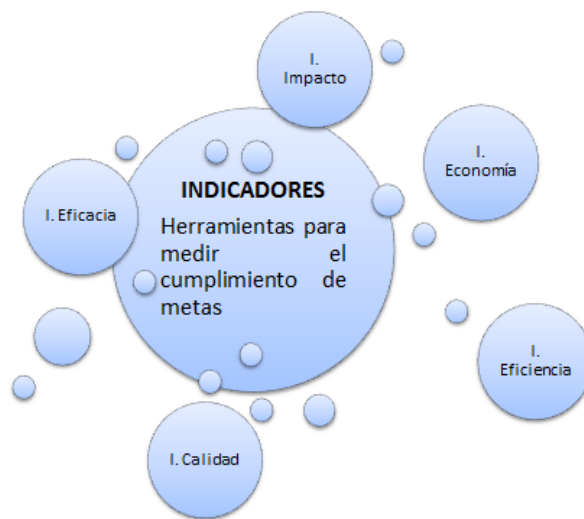 I.
Impacto
I.
Economía
INDICADORES
I. Eficacia
Herramientas para
medir el
cumplimiento de
metas
I.
Eficiencia
I. Calidad